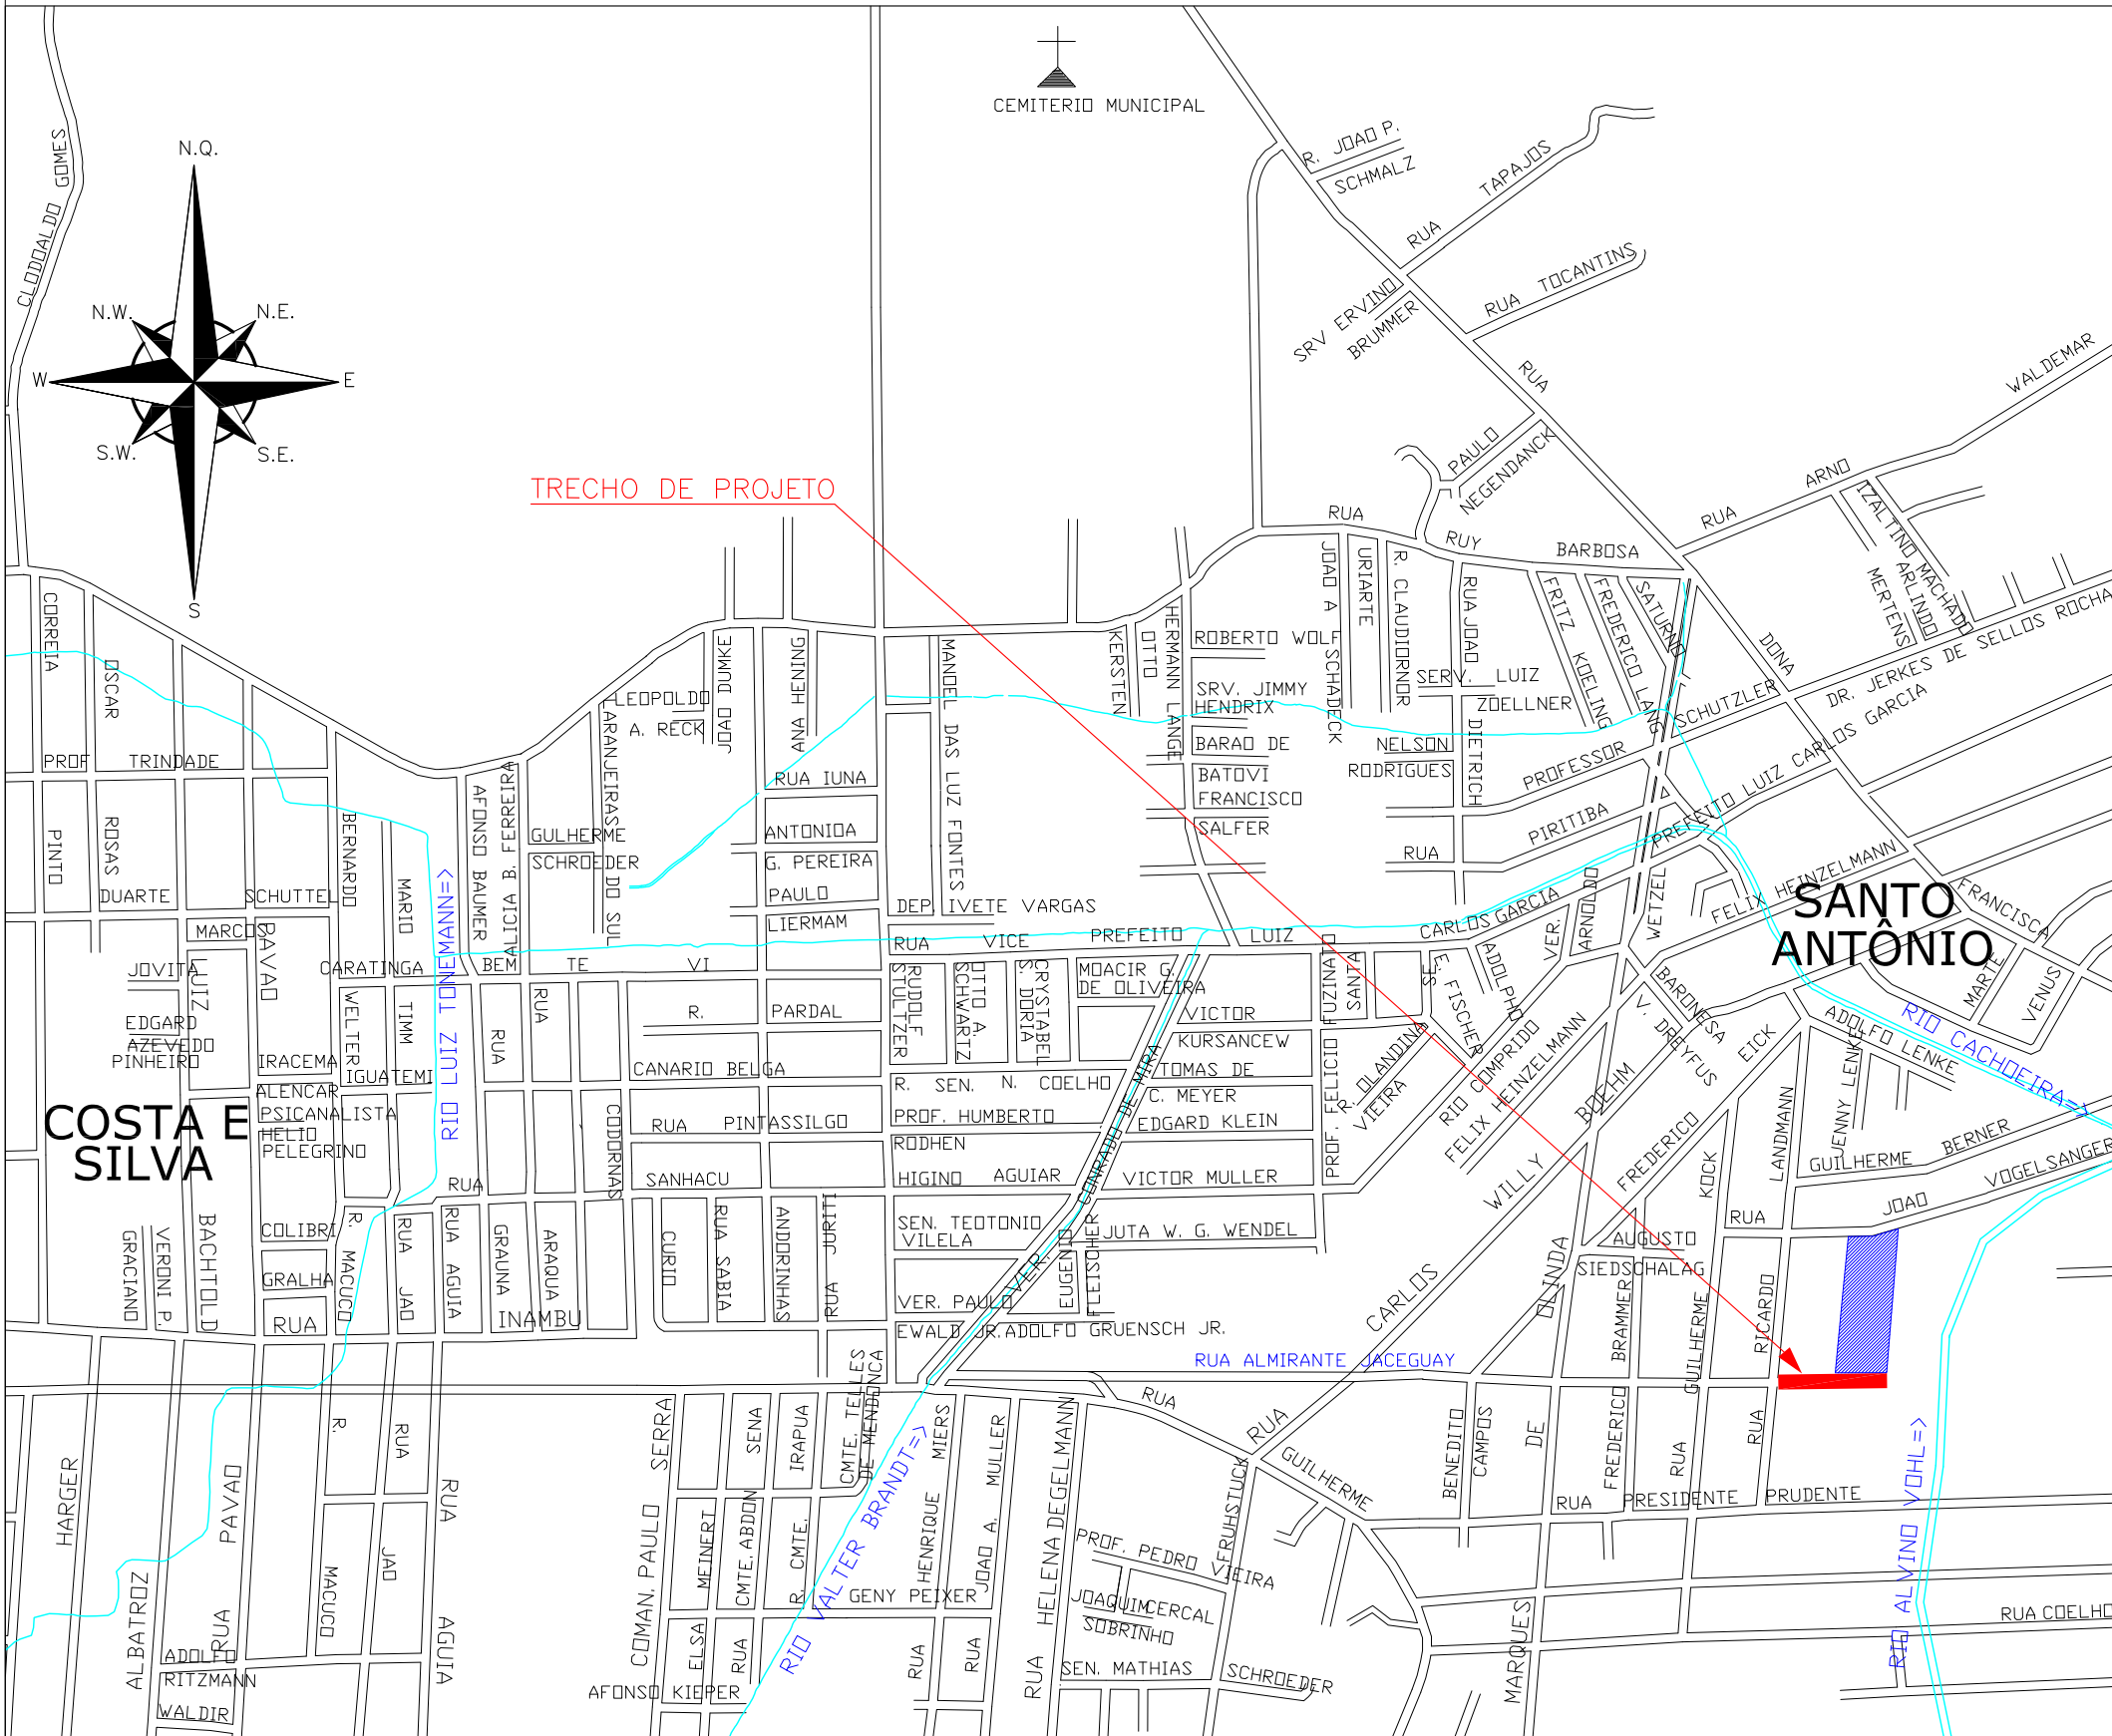 CEMITERIO MUNICIPAL
N.Q.
N.W.
N.E.
W
E
S.W.
S.E.
S
CLODOALDO GOMES
R. JOAO P.
SCHMALZ
RUA TAPAJOS
RUA TOCANTINS
SRV ERVINO
BRUMMER
RUA
PAULO
NEGENDANCK
WALDEMAR
ARNO
RUA
IZALTINO MACHADO
ARLINDO
MERTENS
TRECHO DE PROJETO
RUA RUY BARBOSA
CORREIA
OSCAR
PROF TRINDADE
PINTO
ROSAS
DUARTE SCHUTTEL
BERNARDO
MARIO
AFONSO BAUMER
ALICIA B. FERREIRA
LARANJEIRAS DO SUL
LEOPOLDO
A. RECK
JOAO DUMKE
ANA HENING
MANOEL DAS LUZ FONTES
RUA IUNA
GULHERME
SCHROEDER
ANTONIOA
G. PEREIRA
PAULO
LIERMAM
KERSTEN
OTTO
HERMANN LANGE
ROBERTO WOLF
SRV. JIMMY
HENDRIX
BARAO DE
BATOVI
FRANCISCO
SALFER
JOAO A
SCHADECK
URIARTE
R. CLAUDIORNOR
RUA JOAO
DIETRICH
SERV. LUIZ
ZOELLNER
NELSON
RODRIGUES
FRITZ KOELING
FREDERICO LANG
SATURNO
DONA
DR. JERKES DE SELLOS ROCHA
PROFESSOR SCHUTZLER
RUA PIRITIBA
PREFEITO LUIZ CARLOS GARCIA
FELIX HEINZELMANN
FRANCISCA
SANTO
ANTÔNIO
MARCOS
PAVAO
JOVITA
LUIZ
EDGARD
AZEVEDO
PINHEIRO
CARATINGA
BEM TE VI
DEP. IVETE VARGAS
RUA VICE PREFEITO LUIZ CARLOS GARCIA
WELTER
TIMM
RIO LUIZ TONEMANN=>
RUA
RUA
R. PARDAL
RUDOLF
STULTZER
OTTO A.
SCHWARTZ
CRYSTABEL
S. DORIA
MOACIR G.
DE OLIVEIRA
VICTOR
KURSANCEW
TOMAS DE
C. MEYER
EDGARD KLEIN
PROF. FELICIO FUZINATO
SANTA
SE
E. FISCHER
ADOLPHO
VER. ARNOLDO
WETZEL
R. OLANDINO
VIEIRA
RIO COMPRIDO
FELIX HEINZELMANN
BARONESA
V. DREYFUS
MARTE
VENUS
RIO CACHOEIRA=>
ADOLFO LENKE
JENNY LENKE
IRACEMA
ALENCAR
PSICANALISTA
HELIO
PELEGRINO
IGUATEMI
CANARIO BELGA
R. SEN. N. COELHO
RUA PINTASSILGO
PROF. HUMBERTO
RODHEN
COSTA E
SILVA
CODORNAS
SANHACU
HIGINO AGUIAR
VICTOR MULLER
WILLY BOEHM
FREDERICO EICK
KOCK
LANDMANN
GUILHERME BERNER
RUA JOAO VOGELSANGER
RUA
COLIBRI
GRALHA
RUA INAMBU
GRACIANO
VERONI P.
BACHTOLD
R. MACUCO
RUA JAO
RUA AGUIA
GRAUNA
ARAQUA
CURIO
RUA SABIA
ANDORINHAS
RUA JURITI
SEN. TEOTONIO
VILELA
VER. CONRADO DE MIRA
JUTA W. G. WENDEL
EUGENIO
FLEISCHER
VER. PAULO
EWALD JR.
ADOLFO GRUENSCH JR.
RUA ALMIRANTE JACEGUAY
RUA CARLOS
OLINDA
AUGUSTO
SIEDSCHALAG
BRAMMER
GUILHERME
RICARDO
HARGER
ALBATROZ
RUA PAVAO
R. MACUCO
RUA JAO
RUA AGUIA
ADOLFO
RITZMANN
WALDIR
COMAN. PAULO SERRA
ELSA MEINERT
RUA CMTE. ABDON SENA
R. CMTE. IRAPUA
CMTE. TELLES
DE MENDONCA
RIO VALTER BRANDT=>
GENY PEIXER
AFONSO KIEPER
RUA HENRIQUE MIERS
RUA JOAO A. MULLER
RUA HELENA DEGELMANN
RUA GUILHERME
FRUHSTUCK
PROF. PEDRO VIEIRA
JOAQUIM CERCAL
SOBRINHO
SEN. MATHIAS SCHROEDER
BENEDITO
CAMPOS
MARQUES DE
FREDERICO
RUA
RUA
RUA PRESIDENTE PRUDENTE
RIO ALVINO VOHL=>
RUA COELHO